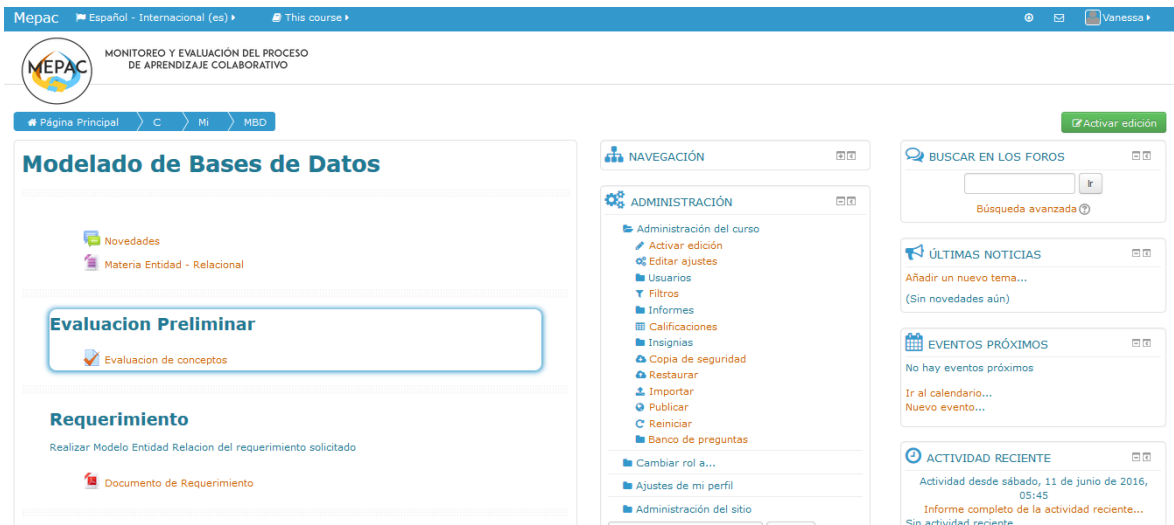 Mepac Español - Internacional (es) This course Vanessa
MEPAC
MONITOREO Y EVALUACIÓN DEL PROCESO
DE APRENDIZAJE COLABORATIVO
Página Principal C Mi MBD
Activar edición
Modelado de Bases de Datos
Novedades
Materia Entidad - Relacional
Evaluacion Preliminar
Evaluacion de conceptos
Requerimiento
Realizar Modelo Entidad Relacion del requerimiento solicitado
Documento de Requerimiento
NAVEGACIÓN
ADMINISTRACIÓN
Administración del curso
Activar edición
Editar ajustes
Usuarios
Filtros
Informes
Calificaciones
Insignias
Copia de seguridad
Restaurar
Importar
Publicar
Reiniciar
Banco de preguntas
Cambiar rol a...
Ajustes de mi perfil
Administración del sitio
BUSCAR EN LOS FOROS
Ir
Búsqueda avanzada
ÚLTIMAS NOTICIAS
Añadir un nuevo tema...
(Sin novedades aún)
EVENTOS PRÓXIMOS
No hay eventos próximos
Ir al calendario...
Nuevo evento...
ACTIVIDAD RECIENTE
Actividad desde sábado, 11 de junio de 2016,
05:45
Informe completo de la actividad reciente...
Sin actividad reciente